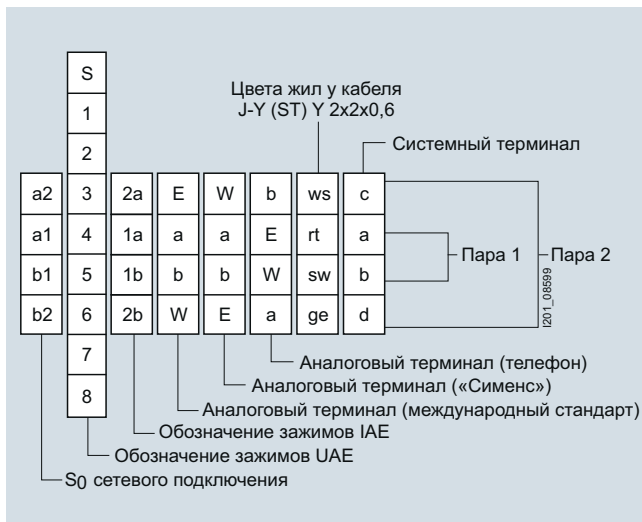 S
1
2
Цвета жил у кабеля
J-Y (ST) Y 2x2x0,6
Системный терминал
a2 3 2a E W b ws c
a1 4 1a a a E rt a
b1 5 1b b b W sw b
b2 6 2b W E a ge d
7
8
Пара 1
Пара 2
I201_08599
Аналоговый терминал (телефон)
Аналоговый терминал («Сименс»)
Аналоговый терминал (международный стандарт)
Обозначение зажимов IAE
Обозначение зажимов UAE
S0 сетевого подключения